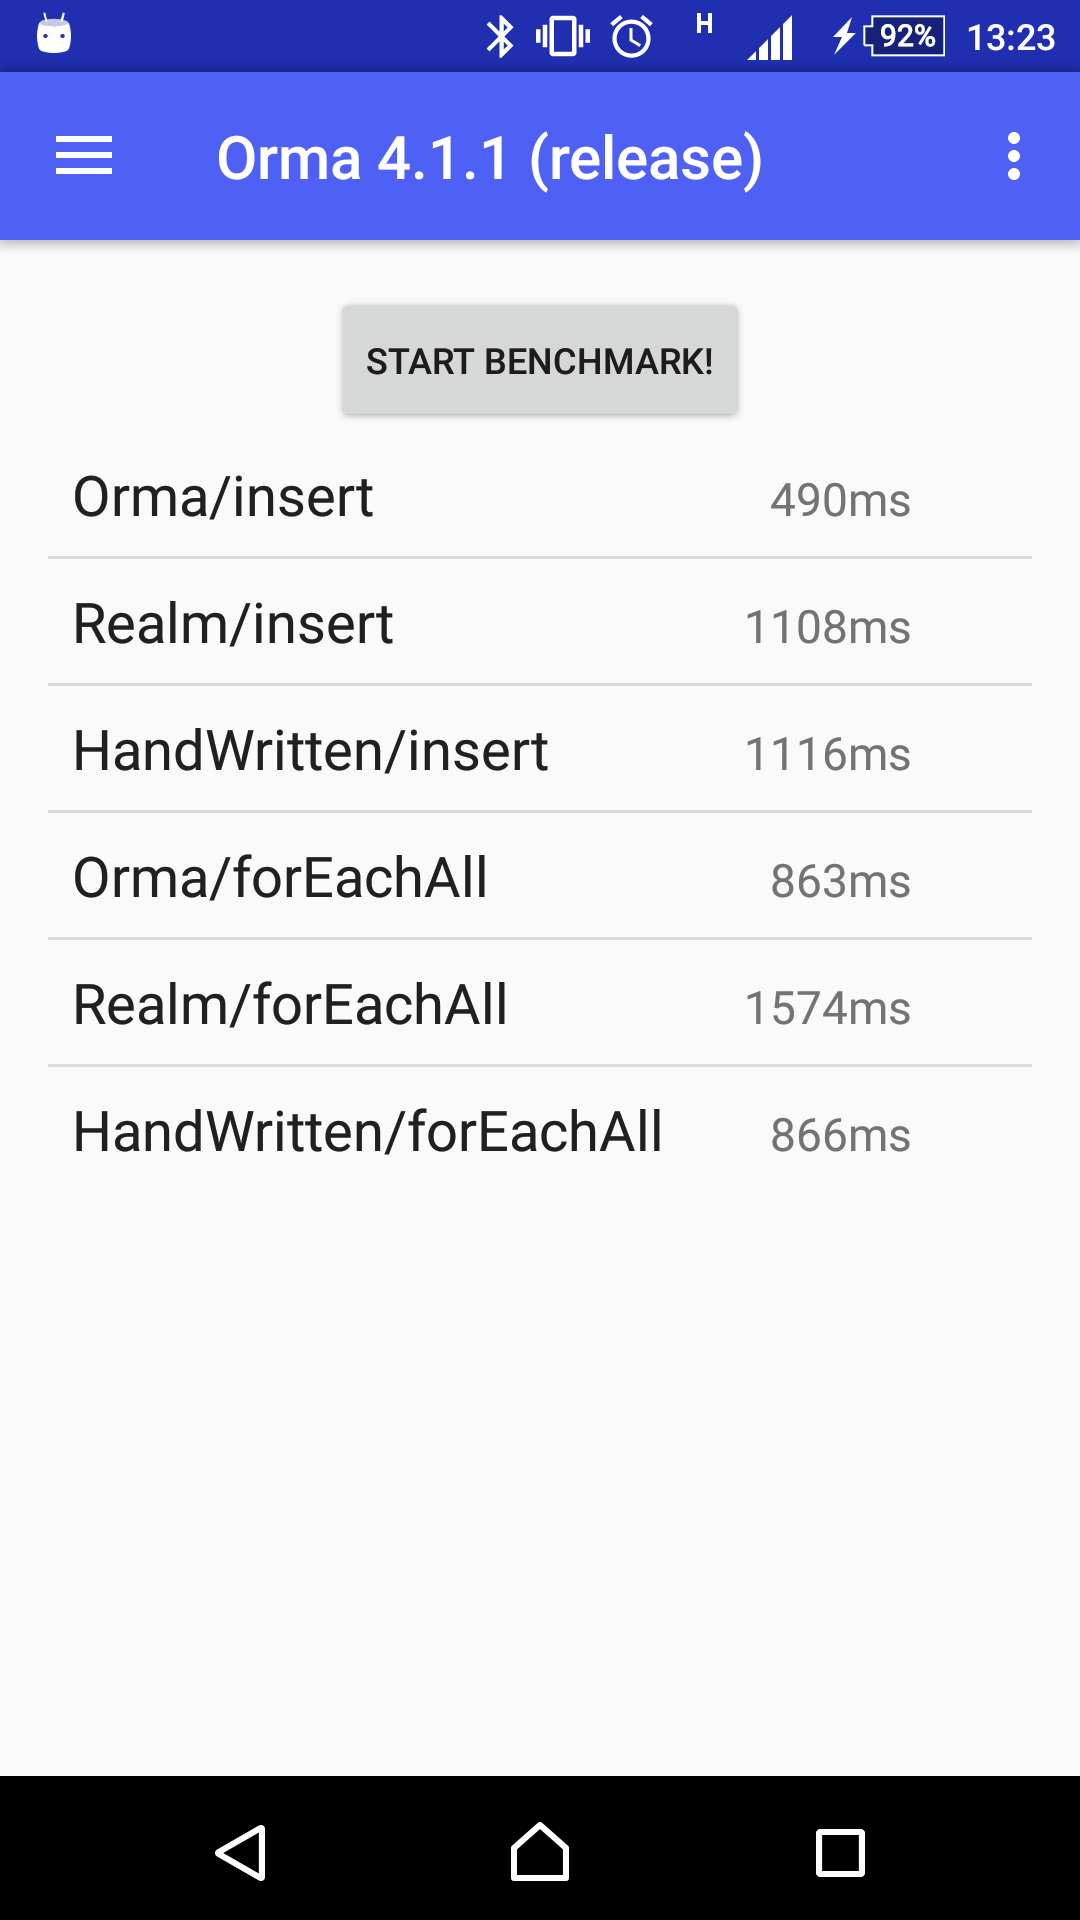 H 92% 13:23
Orma 4.1.1 (release)
START BENCHMARK!
Orma/insert 490ms
Realm/insert 1108ms
HandWritten/insert 1116ms
Orma/forEachAll 863ms
Realm/forEachAll 1574ms
HandWritten/forEachAll 866ms